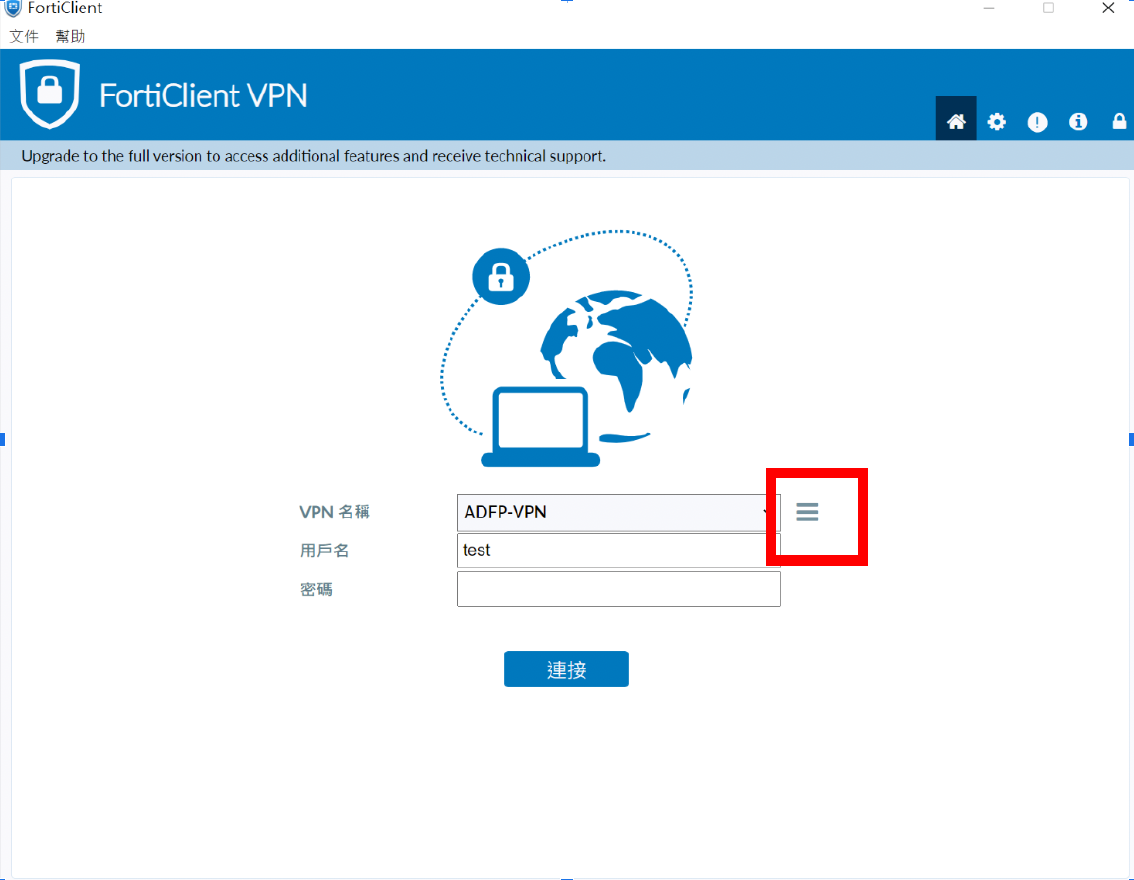 FortiClient
文件 幫助
FortiClient VPN
Upgrade to the full version to access additional features and receive technical support.
VPN 名稱 ADFP-VPN
用戶名 test
密碼
連接